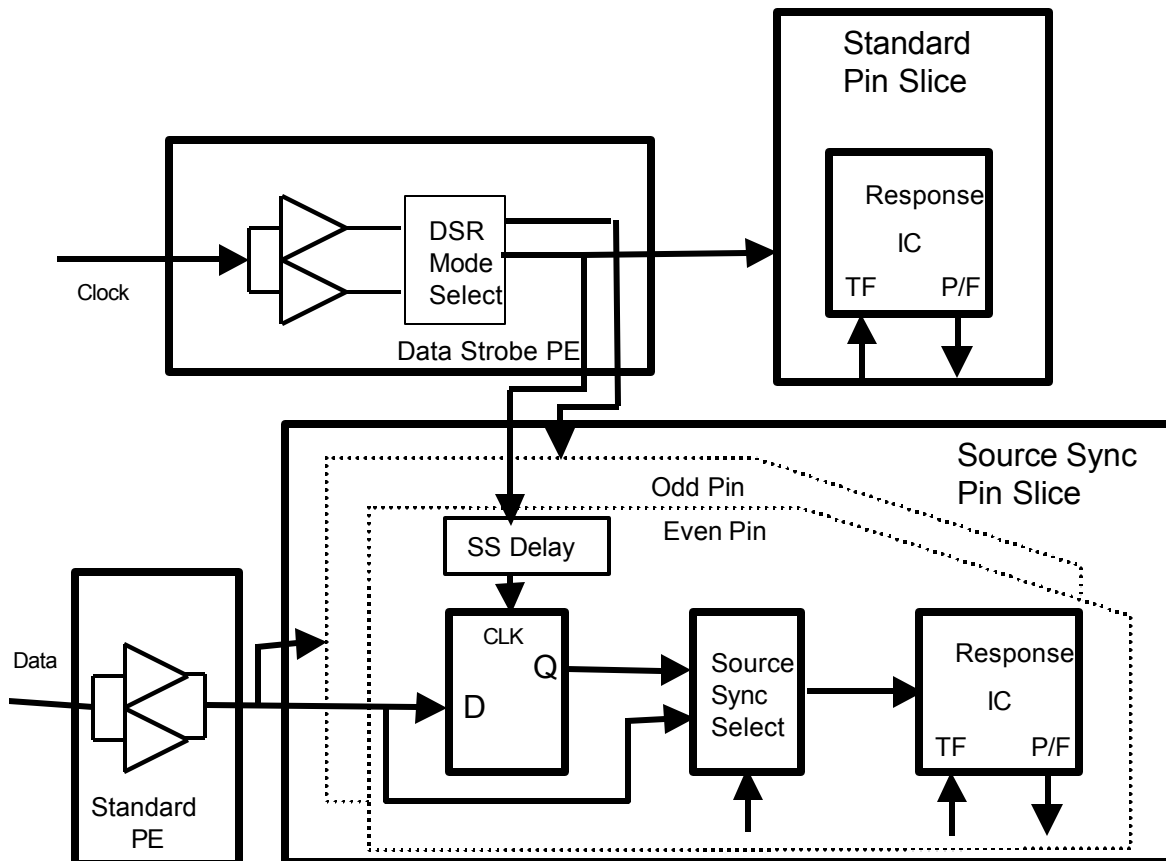 Standard
Pin Slice
Response
IC
TF P/F
Clock
DSR
Mode
Select
Data Strobe PE
Source Sync
Pin Slice
Odd Pin
Even Pin
SS Delay
Data
CLK
D Q
Source
Sync
Select
Response
IC
TF P/F
Standard
PE